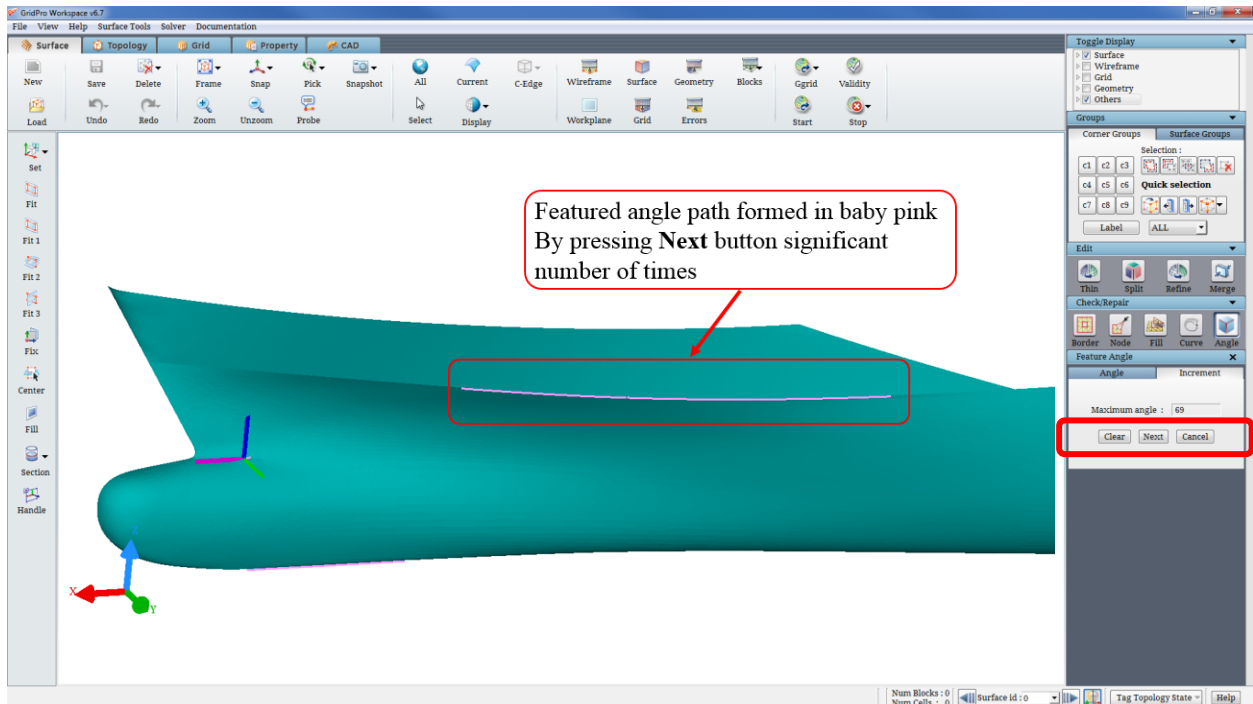 GridPro Workspace v6.7
File View Help Surface Tools Solver Documentation
Surface Topology Grid Property CAD
New Save Delete Frame Snap Pick Snapshot All Current C-Edge Wireframe Surface Geometry Blocks Ggrid Validity
Load Undo Redo Zoom Unzoom Probe Select Display Workplane Grid Errors Start Stop
Set
Fit
Fit 1
Fit 2
Fit 3
Fix
Center
Fill
Section
Handle
Featured angle path formed in baby pink
By pressing Next button significant
number of times
Z
X
Y
Toggle Display
Surface
Wireframe
Grid
Geometry
Others
Groups
Corner Groups Surface Groups
Selection :
c1 c2 c3
c4 c5 c6 Quick selection
c7 c8 c9
Label ALL
Edit
Thin Split Refine Merge
Check/Repair
Border Node Fill Curve Angle
Feature Angle X
Angle Increment
Maximum angle : 69
Clear Next Cancel
Num Blocks : 0 Surface id : 0 Tag Topology State Help
Num Cells : 0